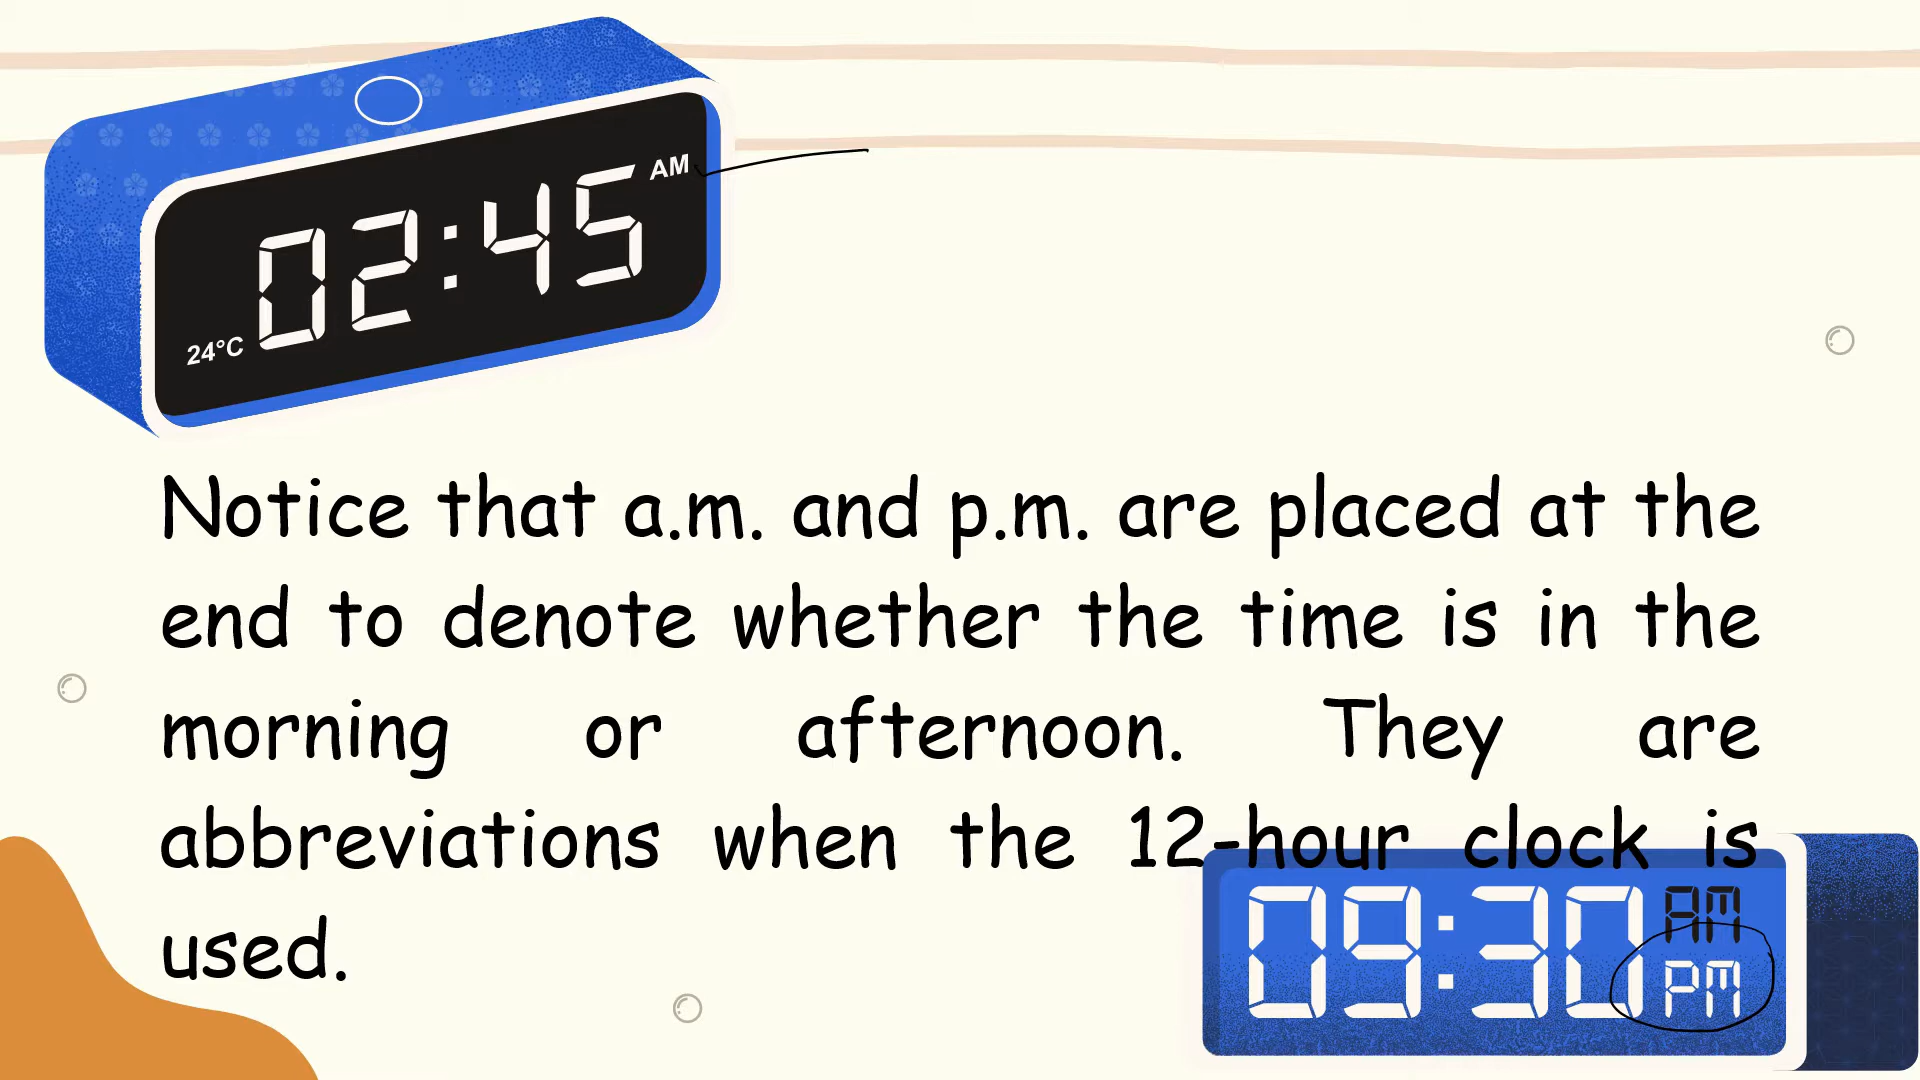 02:45 AM
24°C
Notice that a.m. and p.m. are placed at the
end to denote whether the time is in the
morning or afternoon. They are
abbreviations when the 12-hour clock is
used.
09:30 AM
PM